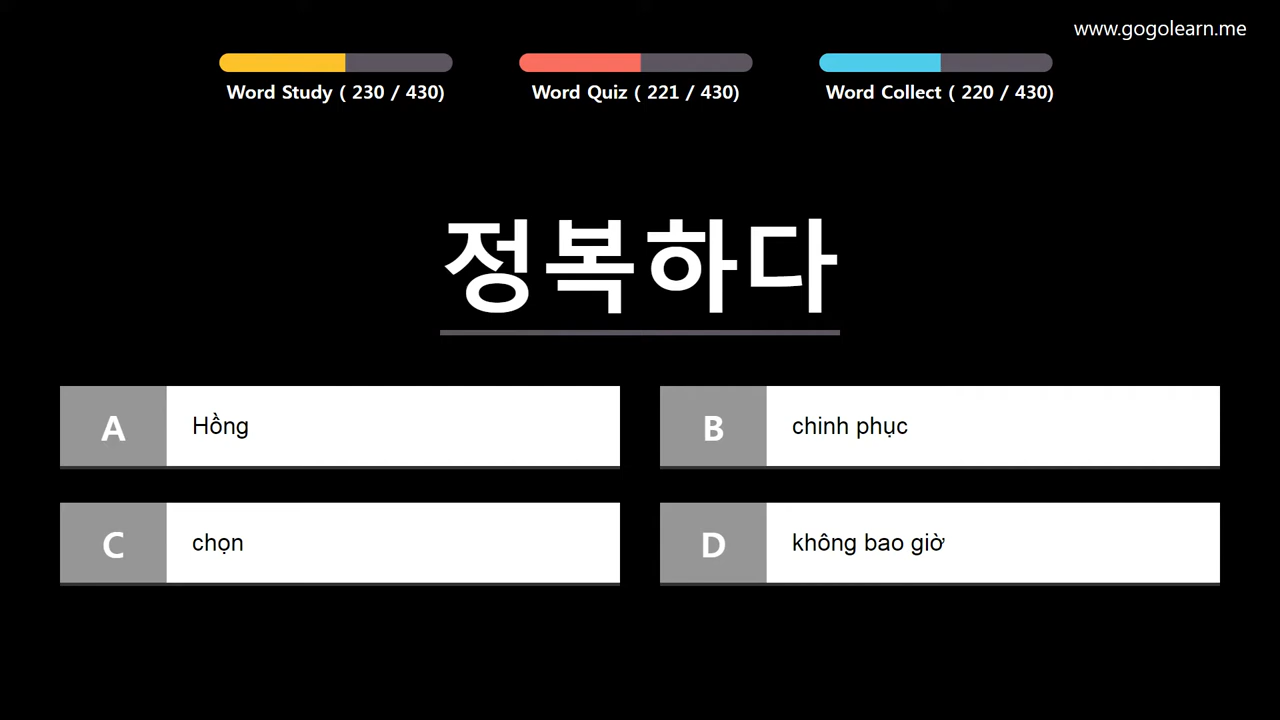 www.gogolearn.me
Word Study ( 230 / 430)
Word Quiz ( 221 / 430)
Word Collect ( 220 / 430)
정복하다
A Hồng
B chinh phục
C chọn
D không bao giờ